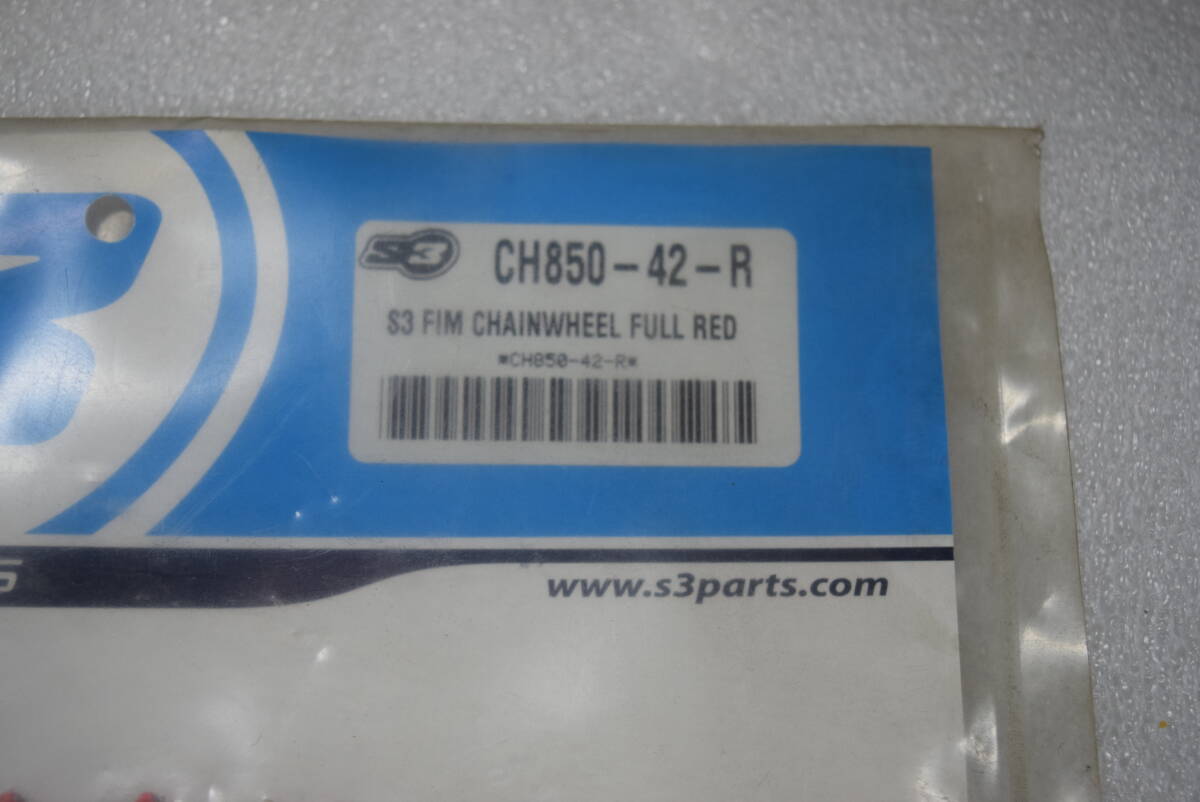 S3 CH850-42-R
S3 FIM CHAINWHEEL FULL RED
*CH850-42-R*
www.s3parts.com